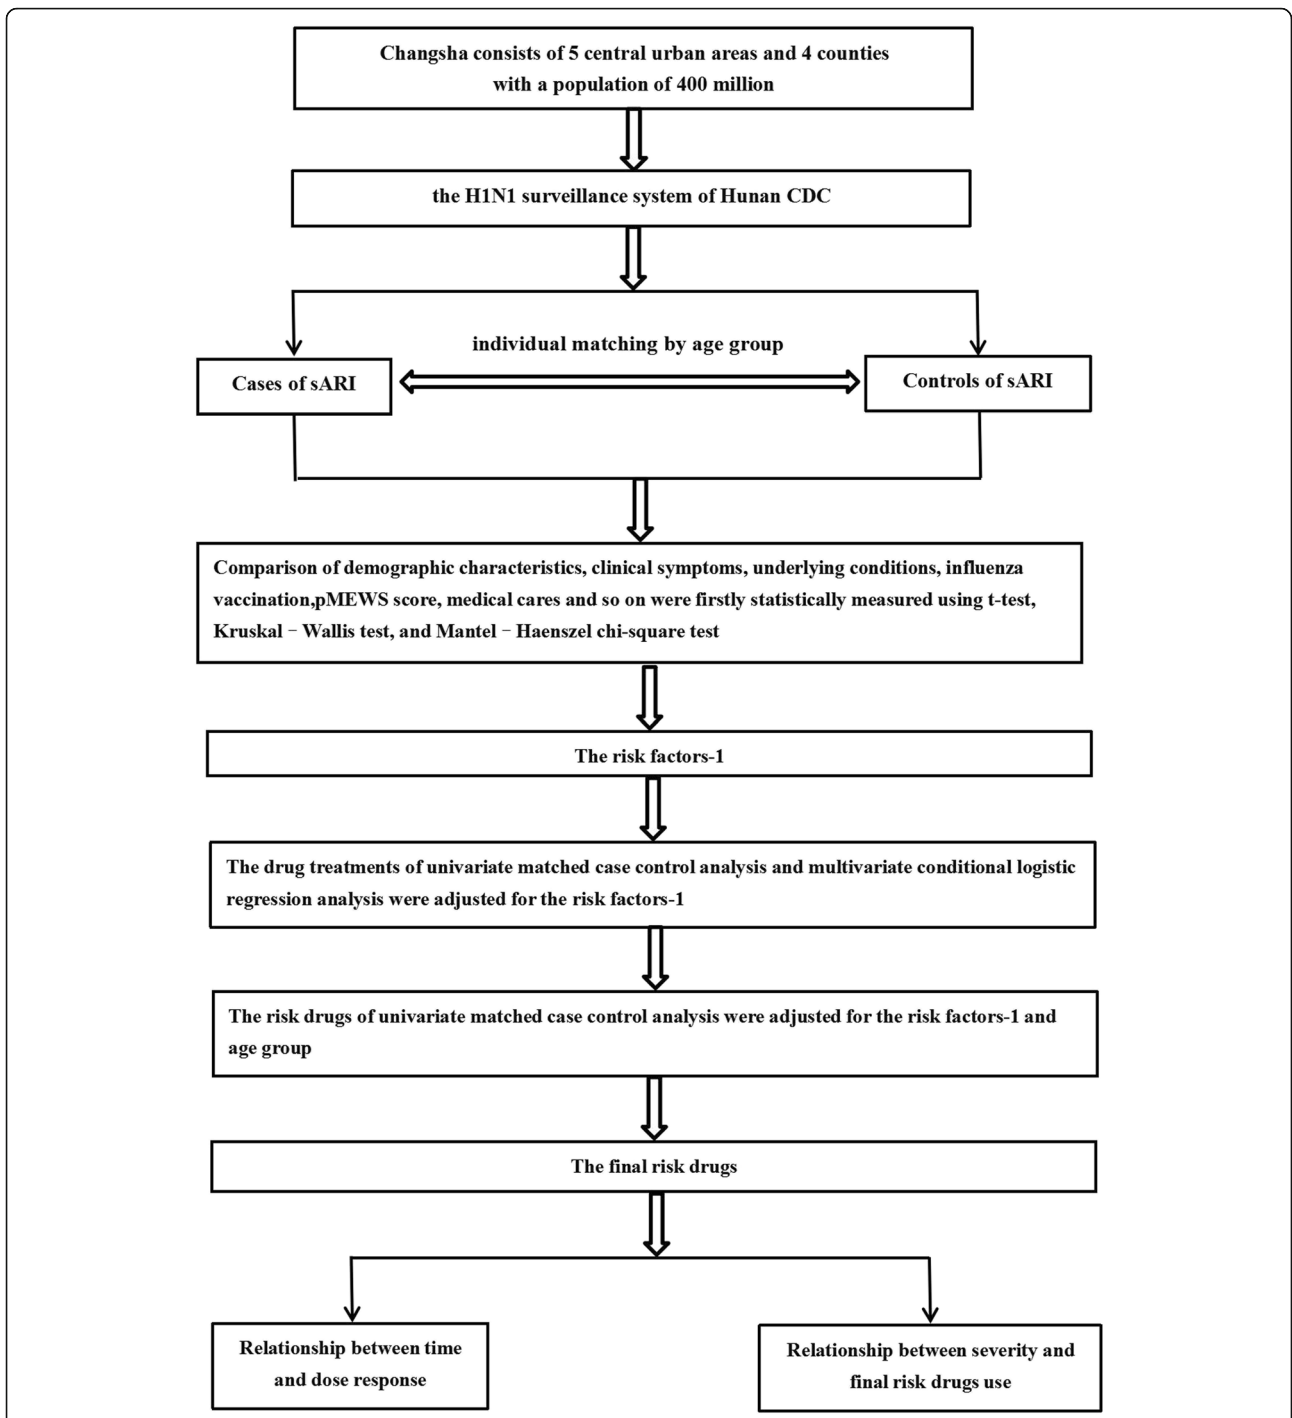 Changsha consists of 5 central urban areas and 4 counties
with a population of 400 million
the H1N1 surveillance system of Hunan CDC
individual matching by age group
Cases of sARI
Controls of sARI
Comparison of demographic characteristics, clinical symptoms, underlying conditions, influenza
vaccination,pMEWS score, medical cares and so on were firstly statistically measured using t-test,
Kruskal – Wallis test, and Mantel – Haenszel chi-square test
The risk factors-1
The drug treatments of univariate matched case control analysis and multivariate conditional logistic
regression analysis were adjusted for the risk factors-1
The risk drugs of univariate matched case control analysis were adjusted for the risk factors-1 and
age group
The final risk drugs
Relationship between time
and dose response
Relationship between severity and
final risk drugs use